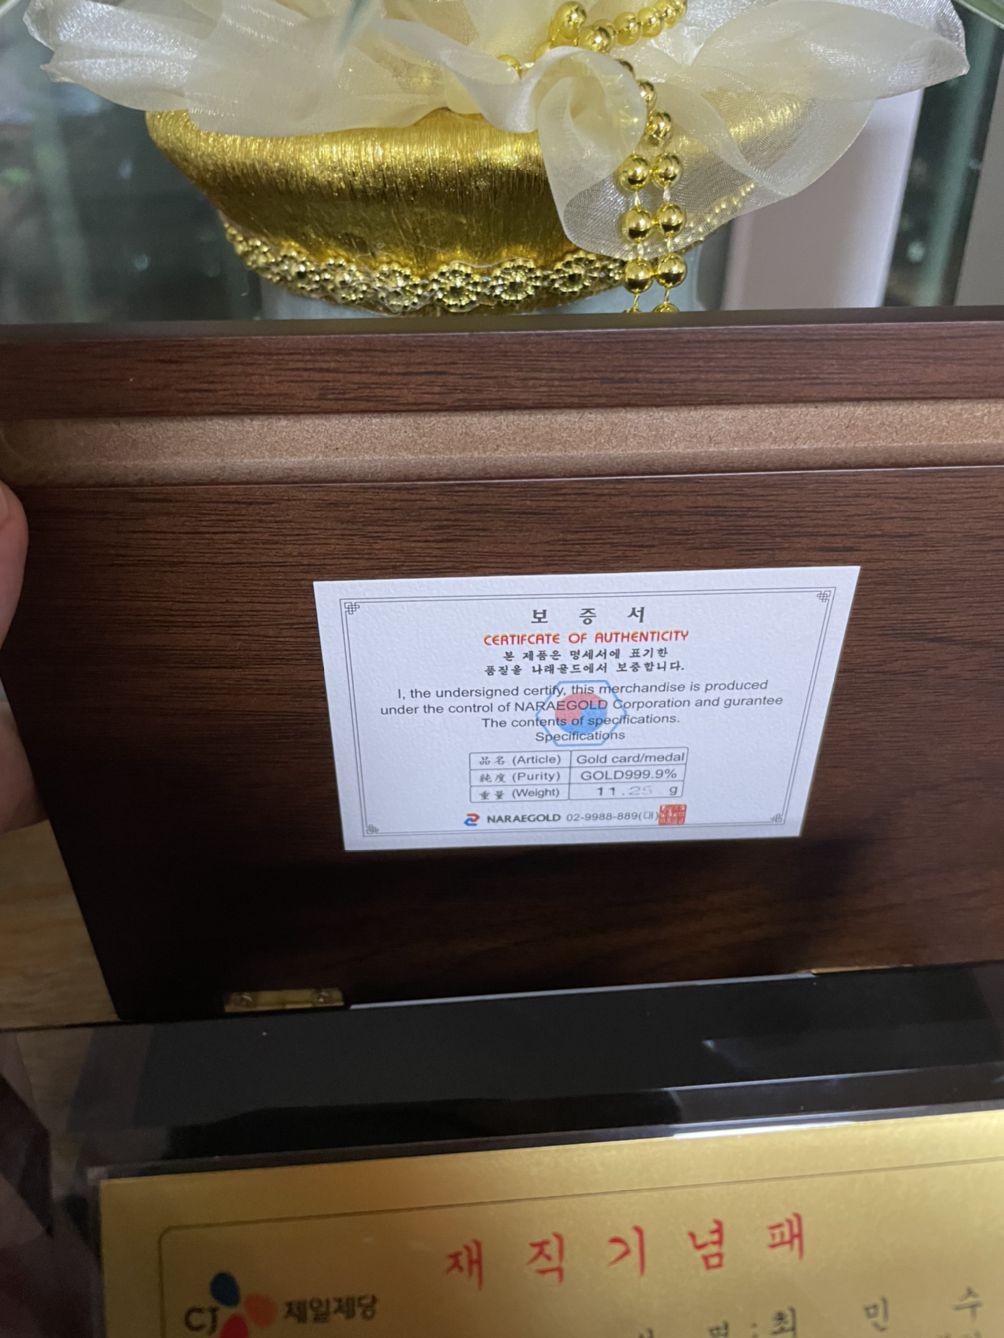 보 증 서
CERTIFCATE OF AUTHENTICITY
본 제품은 명세서에 표기한
품질을 나래골드에서 보증합니다.
I, the undersigned certify, this merchandise is produced
under the control of NARAEGOLD Corporation and gurantee
The contents of specifications.
Specifications
品名 (Article) Gold card/medal
純度 (Purity) GOLD999.9%
重量 (Weight) 11.25 g
NARAEGOLD 02-9988-889(대)
재 직 기 념 패
CJ 제일제당
명 : 최 민 수